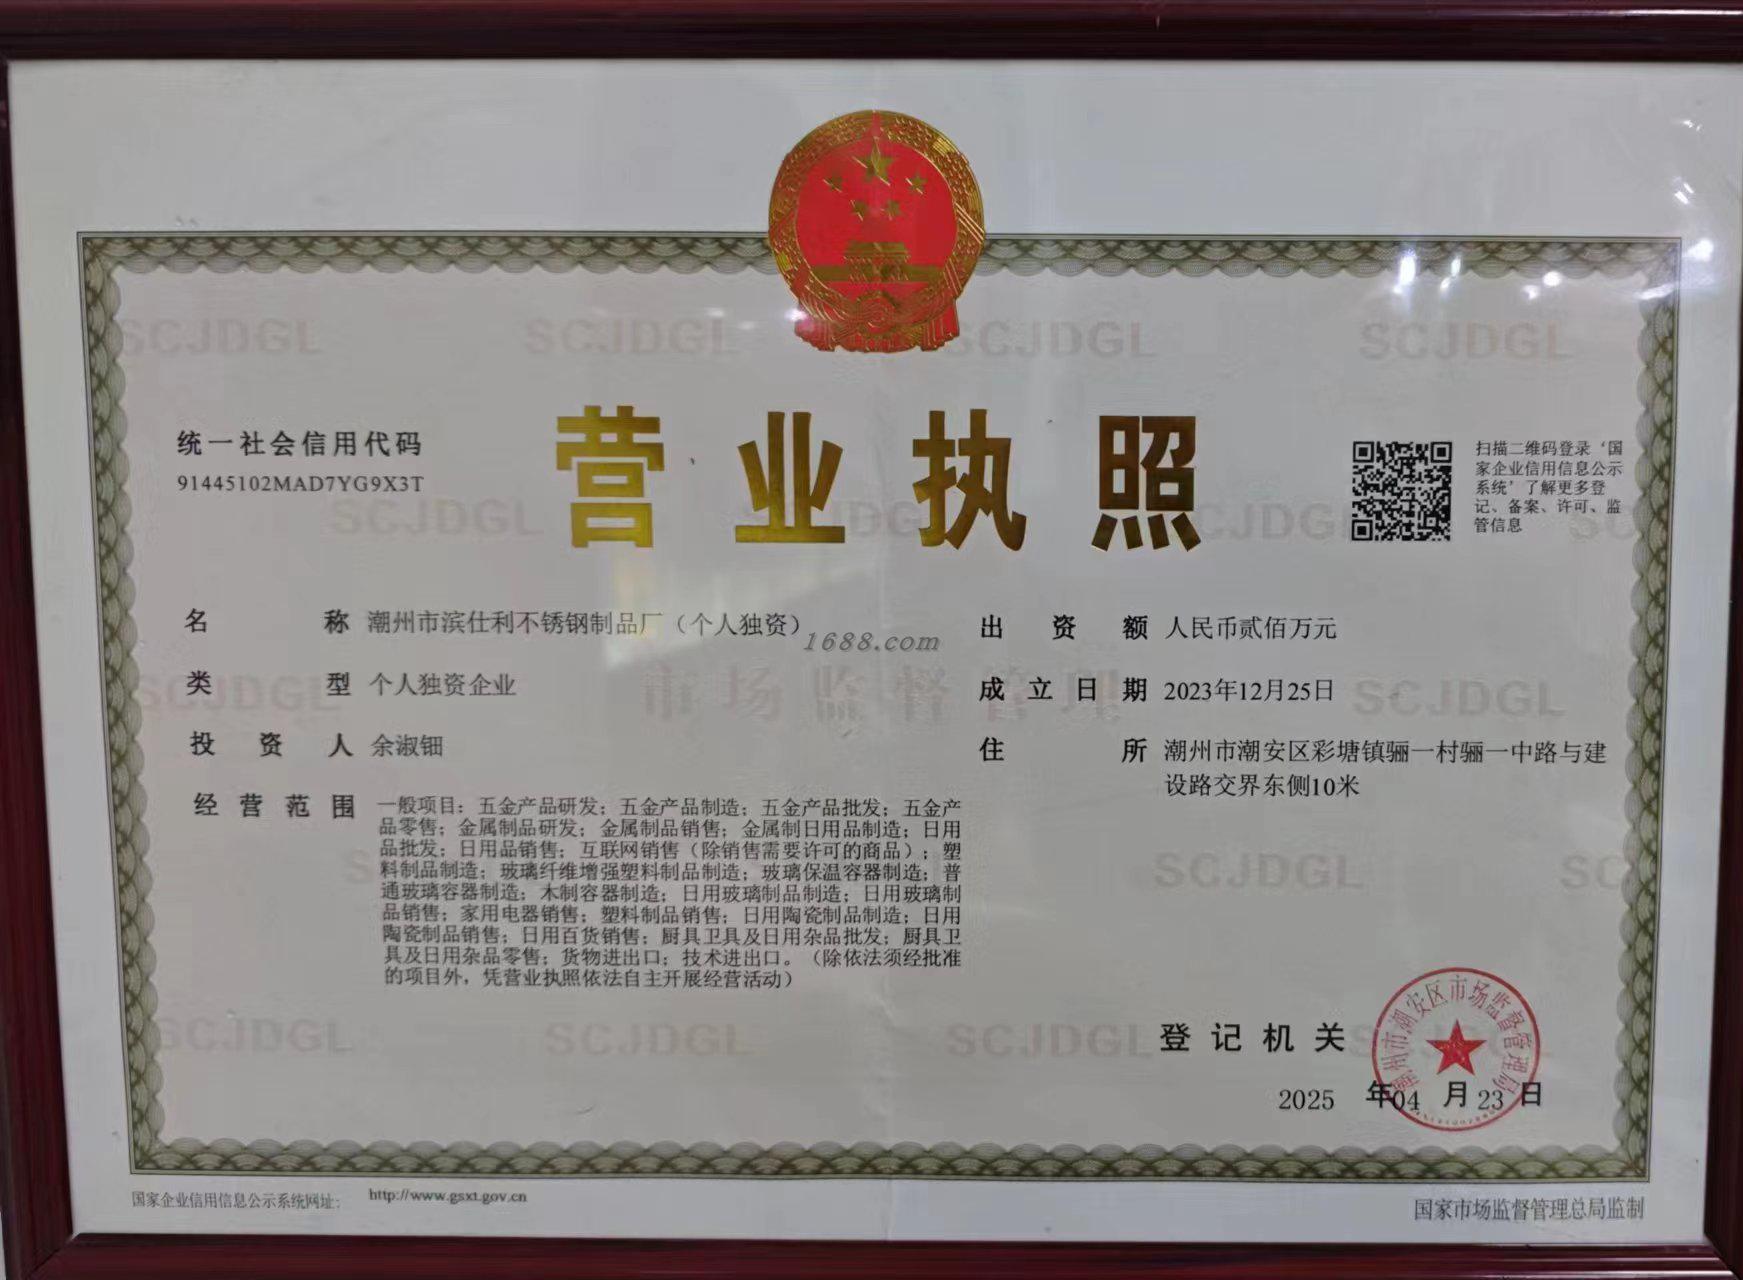 营业执照
统一社会信用代码
91445102MAD7YG9X3T
扫描二维码登录‘国
家企业信用信息公示
系统’了解更多登
记、备案、许可、监
管信息
名称 潮州市滨仕利不锈钢制品厂（个人独资）
类型 个人独资企业
投资人 余淑钿
经营范围 一般项目：五金产品研发；五金产品制造；五金产品批发；五金产
品零售；金属制品研发；金属制品销售；金属制日用品制造；日用
品批发；日用品销售；互联网销售（除销售需要许可的商品）；塑
料制品制造；玻璃纤维增强塑料制品制造；玻璃保温容器制造；普
通玻璃容器制造；木制容器制造；日用玻璃制品制造；日用玻璃制
品销售；家用电器销售；塑料制品销售；日用陶瓷制品制造；日用
陶瓷制品销售；日用百货销售；厨具卫具及日用杂品批发；厨具卫
具及日用杂品零售；货物进出口；技术进出口。（除依法须经批准
的项目外，凭营业执照依法自主开展经营活动）
出资额 人民币贰佰万元
成立日期 2023年12月25日
住所 潮州市潮安区彩塘镇骊一村骊一中路与建
设路交界东侧10米
1688.com
市场监督管理
SCJDGL
登记机关
潮州市潮安区市场监督管理局
2025 年04 月23 日
国家企业信用信息公示系统网址： http://www.gsxt.gov.cn
国家市场监督管理总局监制